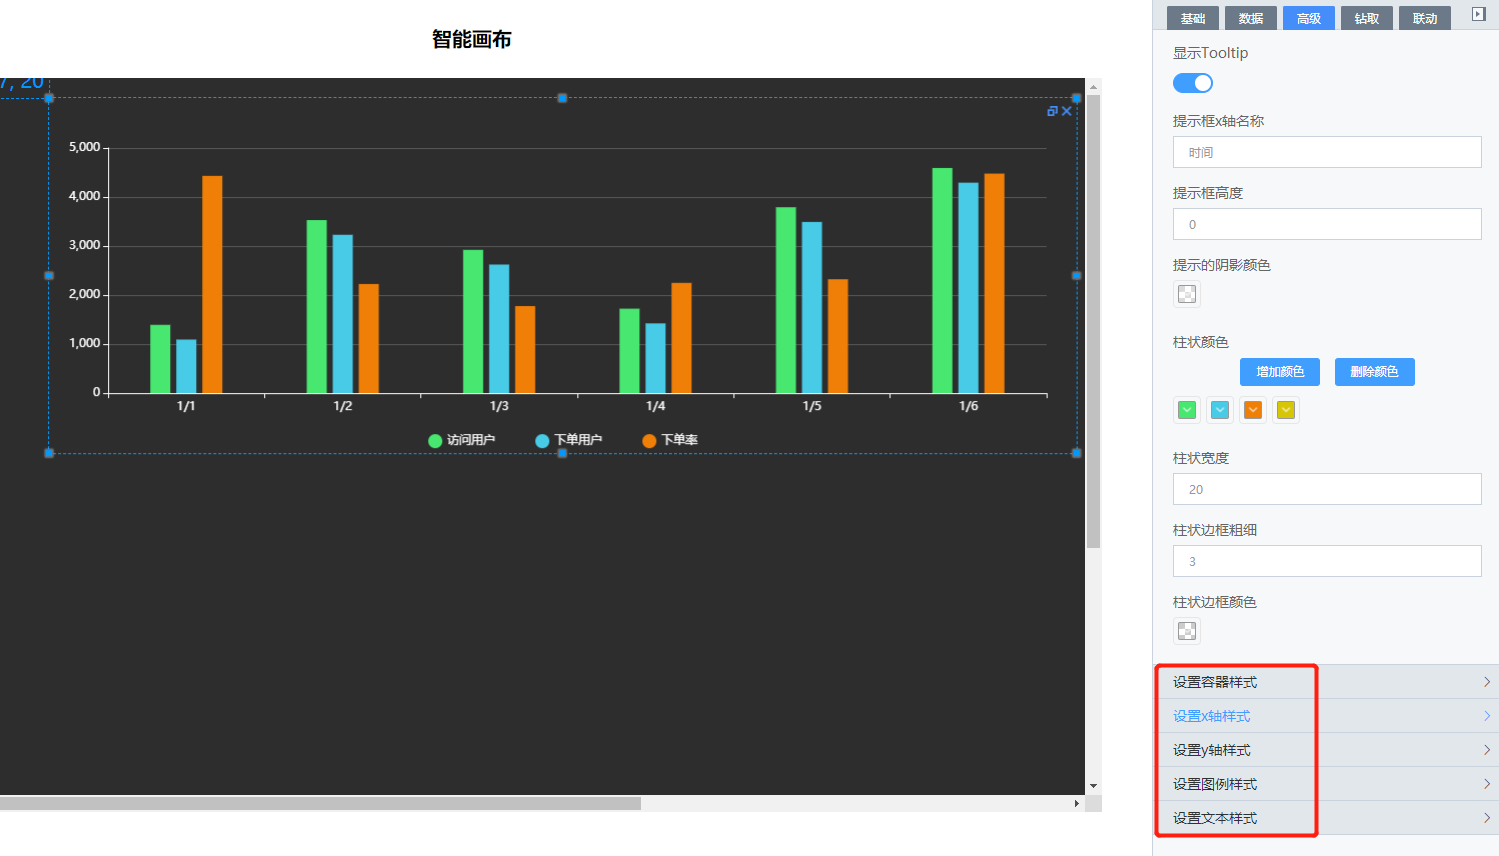 智能画布
7, 20
5,000
4,000
3,000
2,000
1,000
0
1/1 1/2 1/3 1/4 1/5 1/6
访问用户 下单用户 下单率
基础 数据 高级 钻取 联动
显示Tooltip
提示框x轴名称
时间
提示框高度
0
提示的阴影颜色
柱状颜色
增加颜色 删除颜色
柱状宽度
20
柱状边框粗细
3
柱状边框颜色
设置容器样式
设置x轴样式
设置y轴样式
设置图例样式
设置文本样式